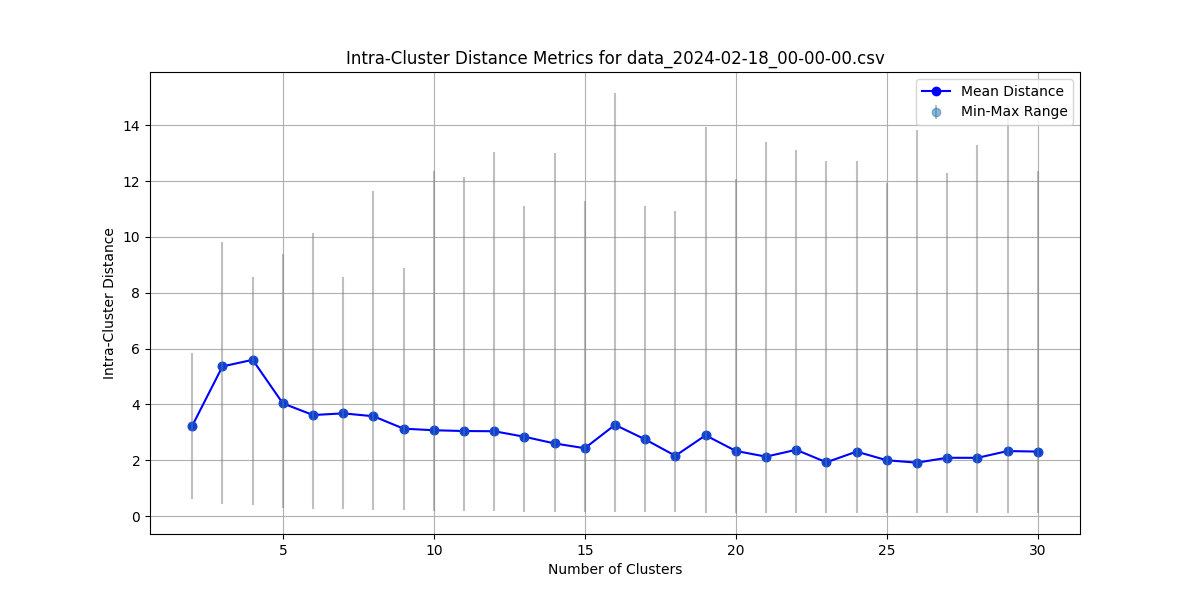 Intra-Cluster Distance Metrics for data_2024-02-18_00-00-00.csv
Mean Distance
Min-Max Range
Intra-Cluster Distance
14
12
10
8
6
4
2
0
5 10 15 20 25 30
Number of Clusters